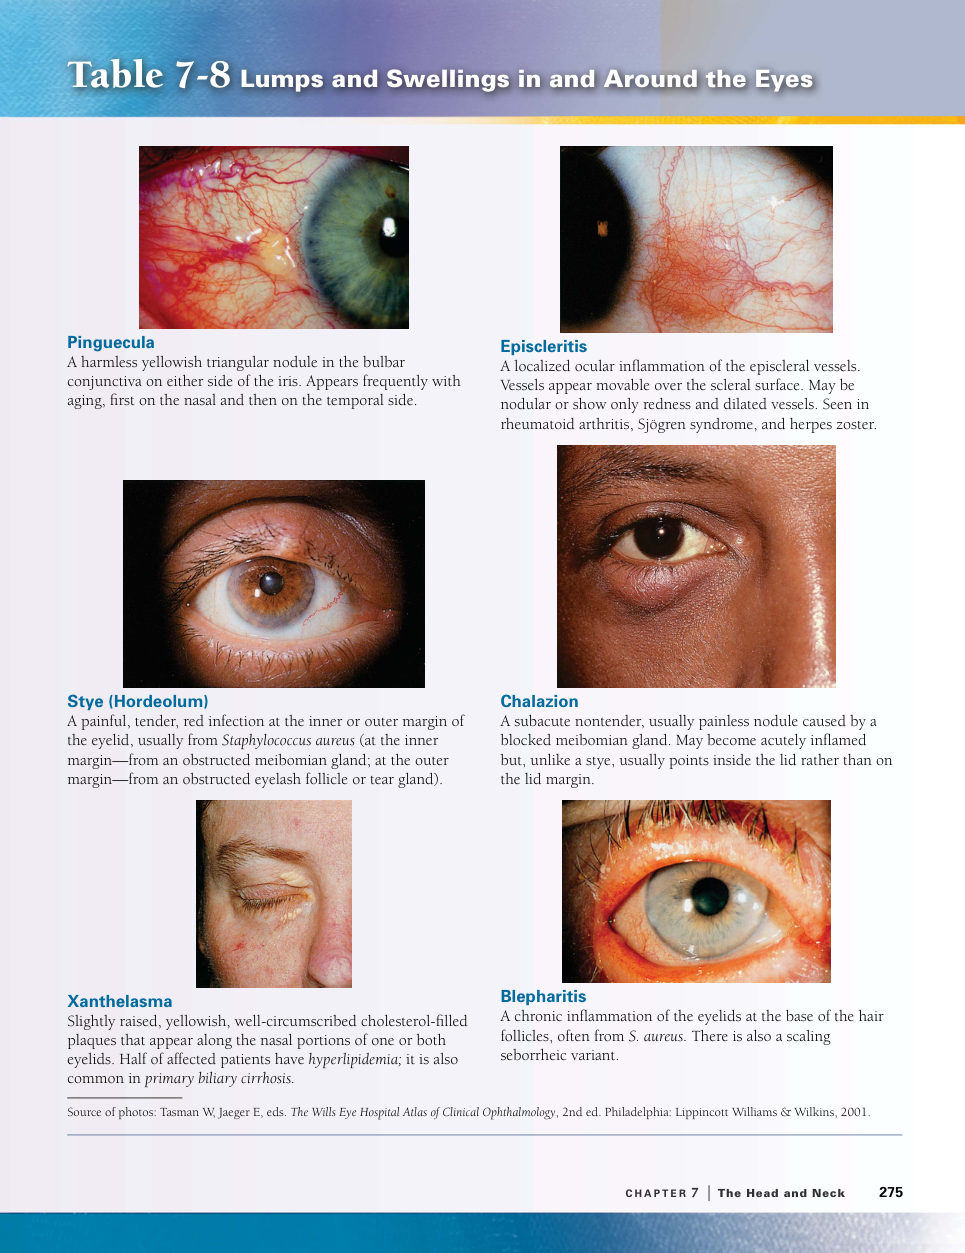 Table 7-8 Lumps and Swellings in and Around the Eyes
Pinguecula
A harmless yellowish triangular nodule in the bulbar
conjunctiva on either side of the iris. Appears frequently with
aging, first on the nasal and then on the temporal side.
Episcleritis
A localized ocular inflammation of the episcleral vessels.
Vessels appear movable over the scleral surface. May be
nodular or show only redness and dilated vessels. Seen in
rheumatoid arthritis, Sjögren syndrome, and herpes zoster.
Stye (Hordeolum)
A painful, tender, red infection at the inner or outer margin of
the eyelid, usually from Staphylococcus aureus (at the inner
margin—from an obstructed meibomian gland; at the outer
margin—from an obstructed eyelash follicle or tear gland).
Chalazion
A subacute nontender, usually painless nodule caused by a
blocked meibomian gland. May become acutely inflamed
but, unlike a stye, usually points inside the lid rather than on
the lid margin.
Xanthelasma
Slightly raised, yellowish, well-circumscribed cholesterol-filled
plaques that appear along the nasal portions of one or both
eyelids. Half of affected patients have hyperlipidemia; it is also
common in primary biliary cirrhosis.
Blepharitis
A chronic inflammation of the eyelids at the base of the hair
follicles, often from S. aureus. There is also a scaling
seborrheic variant.
Source of photos: Tasman W, Jaeger E, eds. The Wills Eye Hospital Atlas of Clinical Ophthalmology, 2nd ed. Philadelphia: Lippincott Williams & Wilkins, 2001.
CHAPTER 7 | The Head and Neck 275